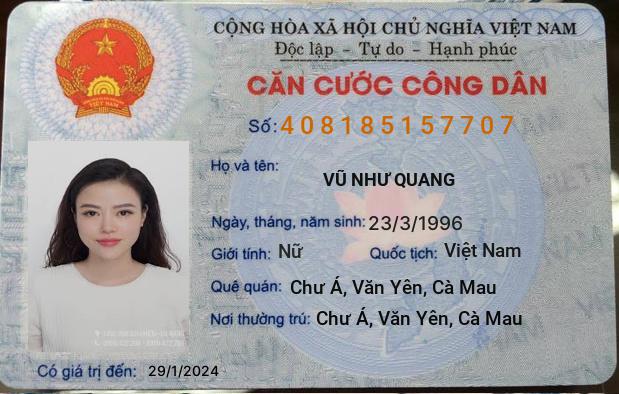 CỘNG HÒA XÃ HỘI CHỦ NGHĨA VIỆT NAM
Độc lập - Tự do - Hạnh phúc
CĂN CƯỚC CÔNG DÂN
Số: 408185157707
Họ và tên:
VŨ NHƯ QUANG
Ngày, tháng, năm sinh: 23/3/1996
Giới tính: Nữ Quốc tịch: Việt Nam
Quê quán: Chư Á, Văn Yên, Cà Mau
Nơi thường trú: Chư Á, Văn Yên, Cà Mau
Có giá trị đến: 29/1/2024
VIỆT NAM